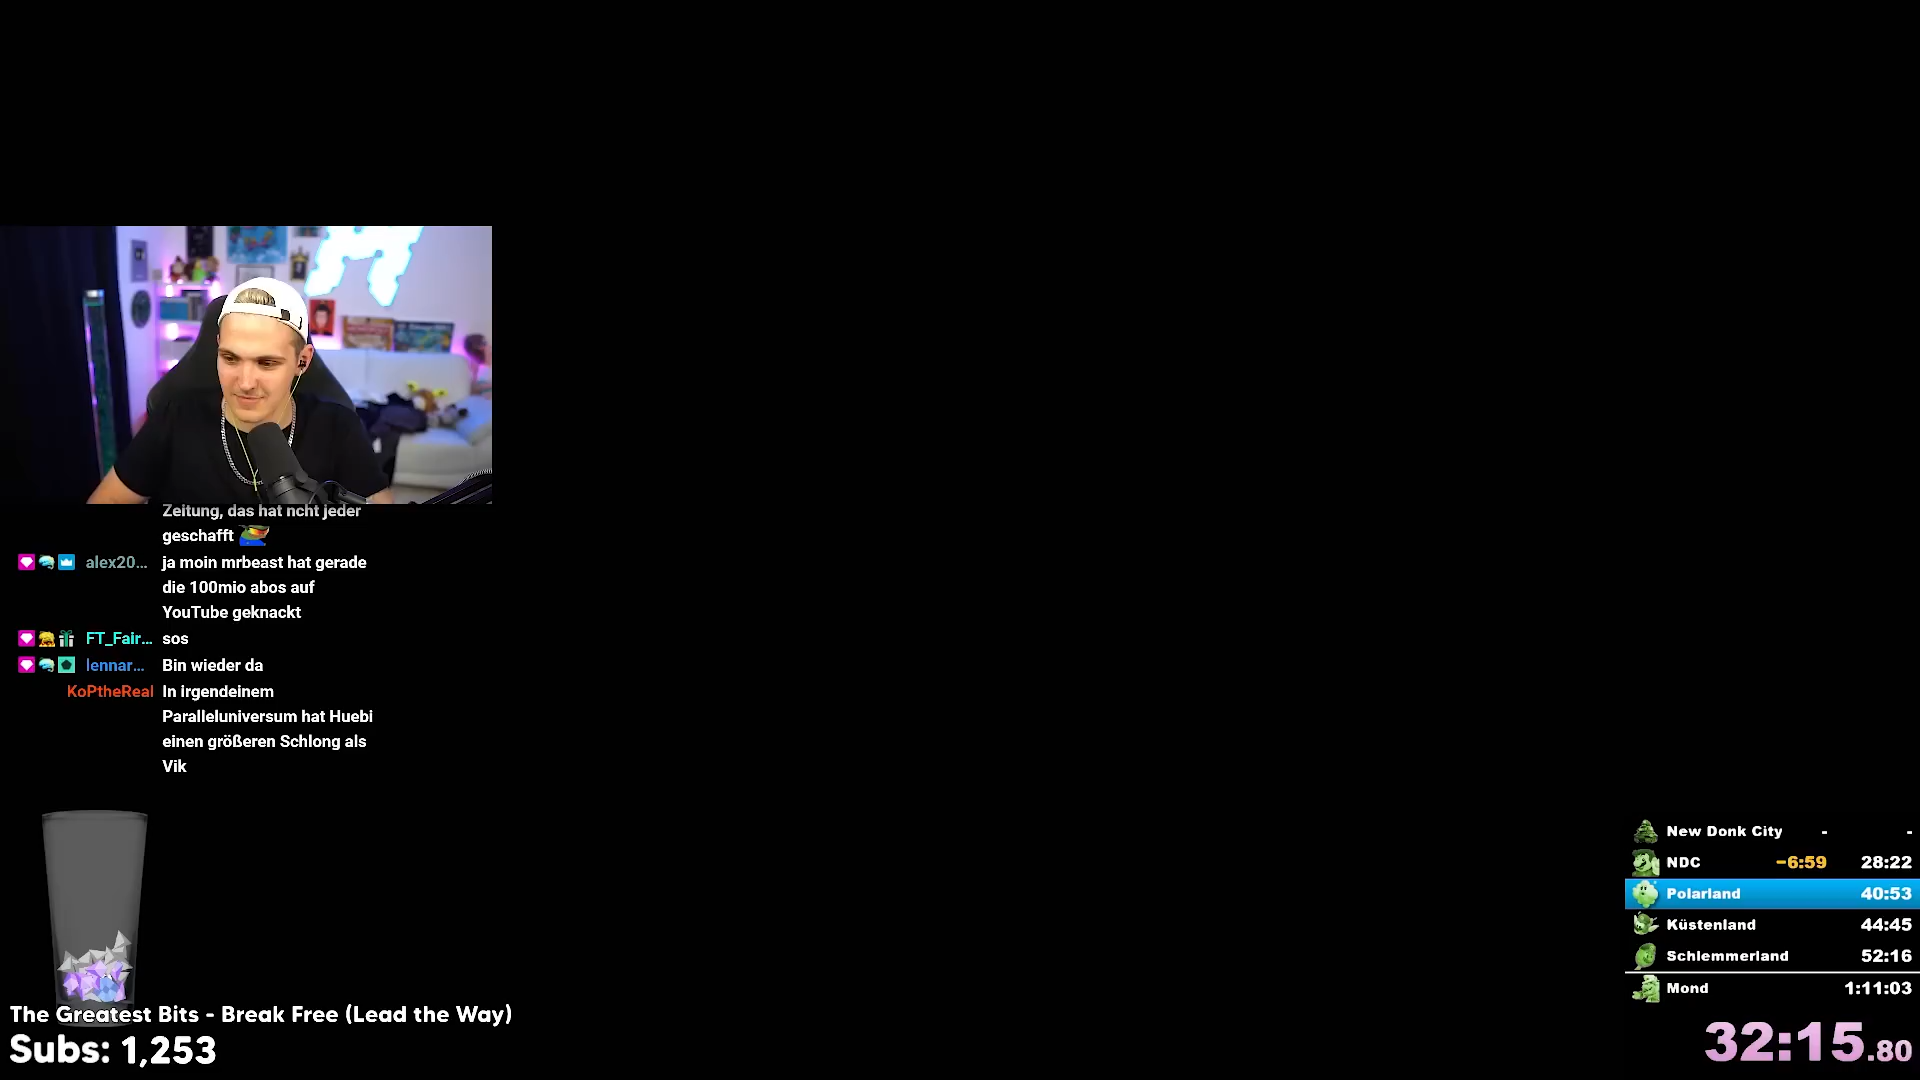 Zeitung, das hat ncht jeder
geschafft
alex20... ja moin mrbeast hat gerade
die 100mio abos auf
YouTube geknackt
FT_Fair... sos
lennar... Bin wieder da
KoPtheReal In irgendeinem
Paralleluniversum hat Huebi
einen größeren Schlong als
Vik
The Greatest Bits - Break Free (Lead the Way)
Subs: 1,253
New Donk City - -
NDC -6:59 28:22
Polarland 40:53
Küstenland 44:45
Schlemmerland 52:16
Mond 1:11:03
32:15.80